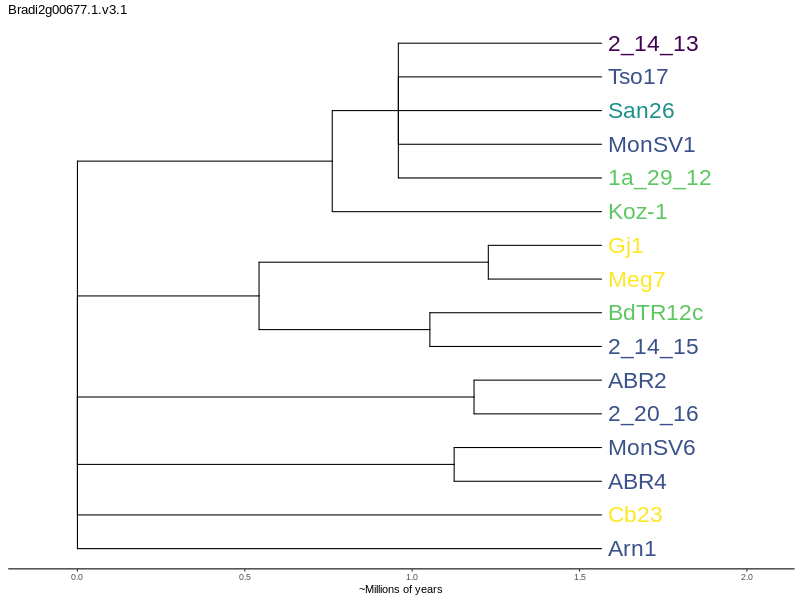 Bradi2g00677.1.v3.1
2_14_13
Tso17
San26
MonSV1
1a_29_12
Koz-1
Gj1
Meg7
BdTR12c
2_14_15
ABR2
2_20_16
MonSV6
ABR4
Cb23
Arn1
0.0 0.5 1.0 1.5 2.0
~Millions of years